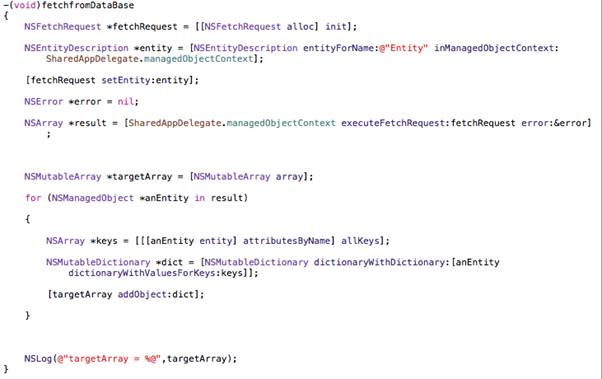 -(void)fetchfromDataBase
{
NSFetchRequest *fetchRequest = [[NSFetchRequest alloc] init];
NSEntityDescription *entity = [NSEntityDescription entityForName:@"Entity" inManagedObjectContext:
SharedAppDelegate.managedObjectContext];
[fetchRequest setEntity:entity];
NSError *error = nil;
NSArray *result = [SharedAppDelegate.managedObjectContext executeFetchRequest:fetchRequest error:&error]
;
NSMutableArray *targetArray = [NSMutableArray array];
for (NSManagedObject *anEntity in result)
{
NSArray *keys = [[[anEntity entity] attributesByName] allKeys];
NSMutableDictionary *dict = [NSMutableDictionary dictionaryWithDictionary:[anEntity
dictionaryWithValuesForKeys:keys]];
[targetArray addObject:dict];
}
NSLog(@"targetArray = %@",targetArray);
}